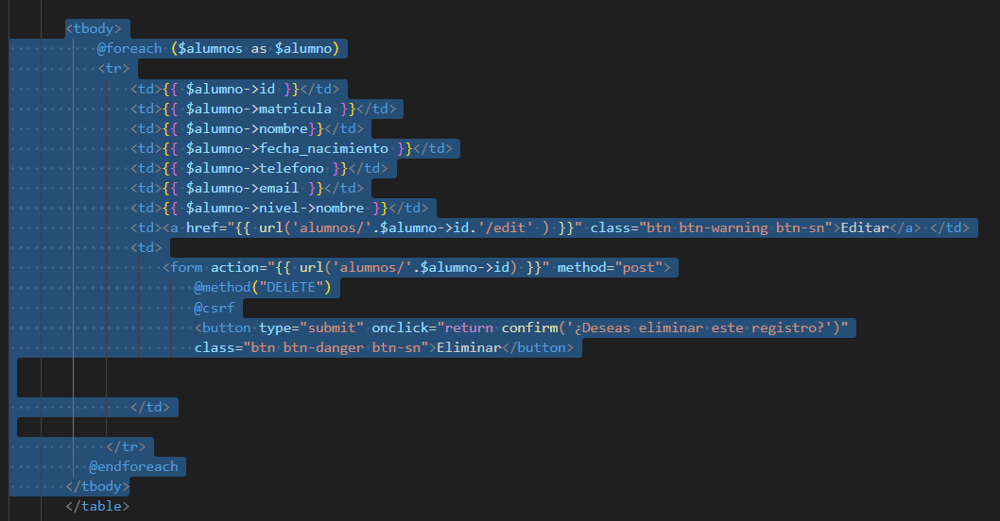 <tbody>
@foreach ($alumnos as $alumno)
<tr>
<td>{{ $alumno->id }}</td>
<td>{{ $alumno->matricula }}</td>
<td>{{ $alumno->nombre}}</td>
<td>{{ $alumno->fecha_nacimiento }}</td>
<td>{{ $alumno->telefono }}</td>
<td>{{ $alumno->email }}</td>
<td>{{ $alumno->nivel->nombre }}</td>
<td><a href="{{ url('alumnos/'.$alumno->id.'/edit' ) }}" class="btn btn-warning btn-sn">Editar</a> </td>
<td>
<form action="{{ url('alumnos/'.$alumno->id) }}" method="post">
@method("DELETE")
@csrf
<button type="submit" onclick="return confirm('¿Deseas eliminar este registro?')"
class="btn btn-danger btn-sn">Eliminar</button>
</td>
</tr>
@endforeach
</tbody>
</table>